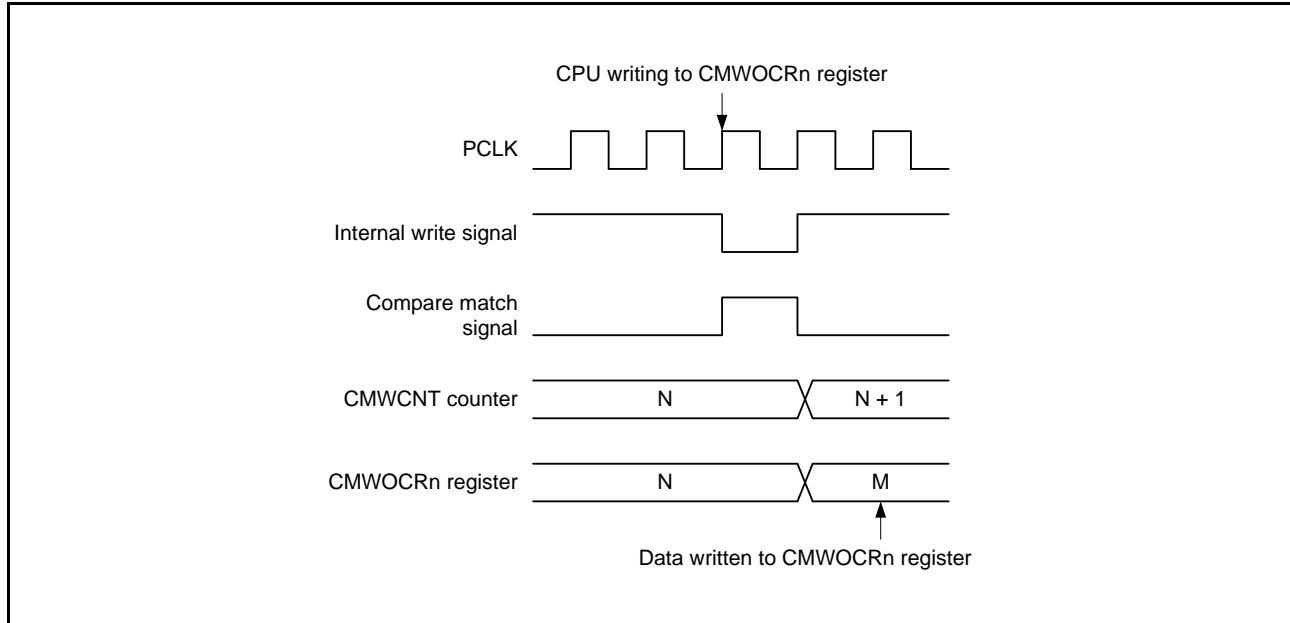 CPU writing to CMWOCRn register
PCLK
Internal write signal
Compare match
signal
CMWCNT counter
N
N + 1
CMWOCRn register
N
M
Data written to CMWOCRn register